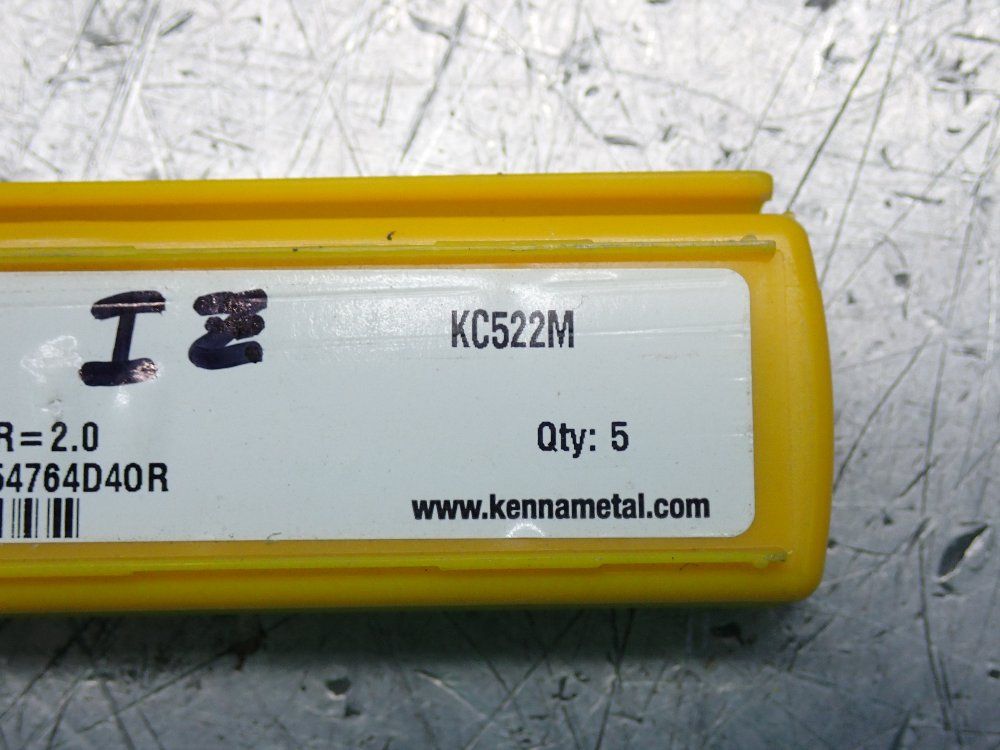 I
KC522M
R=2.0
Qty: 5
54764D40R
www.kennametal.com